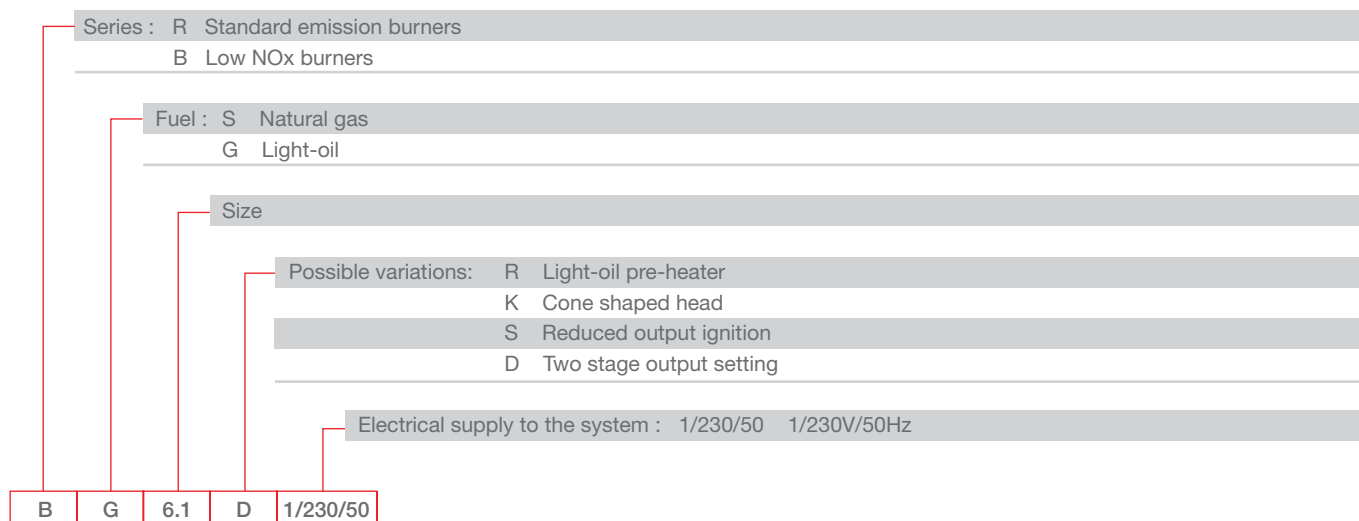 Series : R Standard emission burners
B Low NOx burners
Fuel : S Natural gas
G Light-oil
Size
Possible variations: R Light-oil pre-heater
K Cone shaped head
S Reduced output ignition
D Two stage output setting
Electrical supply to the system : 1/230/50 1/230V/50Hz
B G 6.1 D 1/230/50